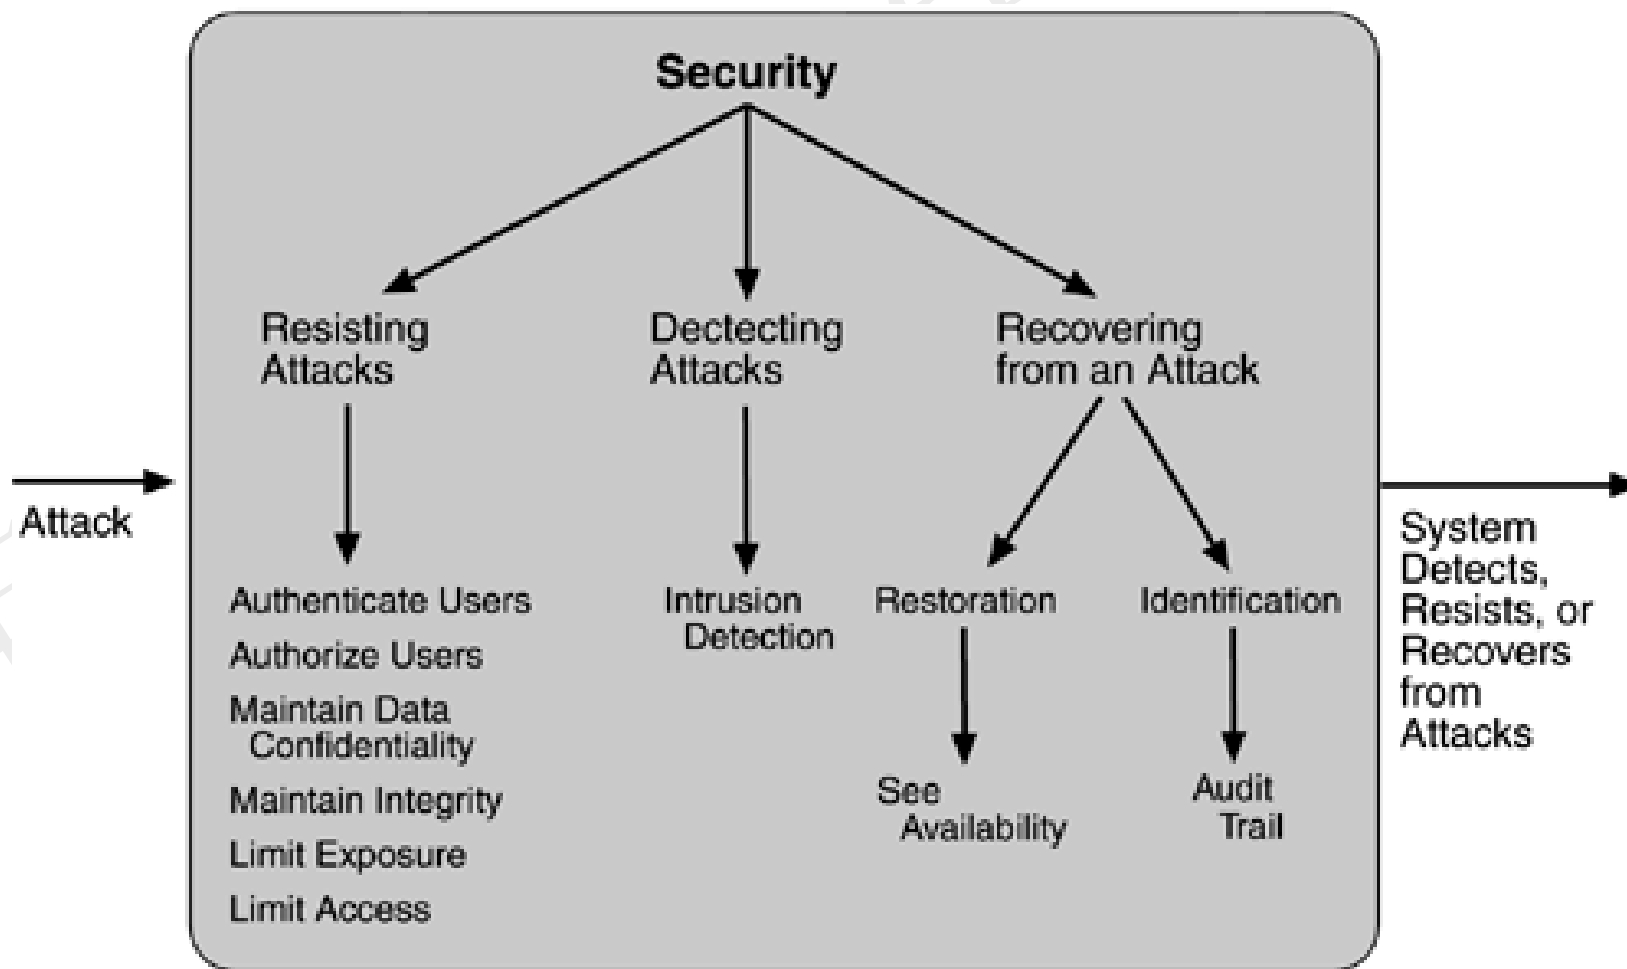 Security
Resisting
Attacks
Dectecting
Attacks
Recovering
from an Attack
Attack
Authenticate Users
Authorize Users
Maintain Data
Confidentiality
Maintain Integrity
Limit Exposure
Limit Access
Intrusion
Detection
Restoration
Identification
See
Availability
Audit
Trail
System
Detects,
Resists, or
Recovers
from
Attacks